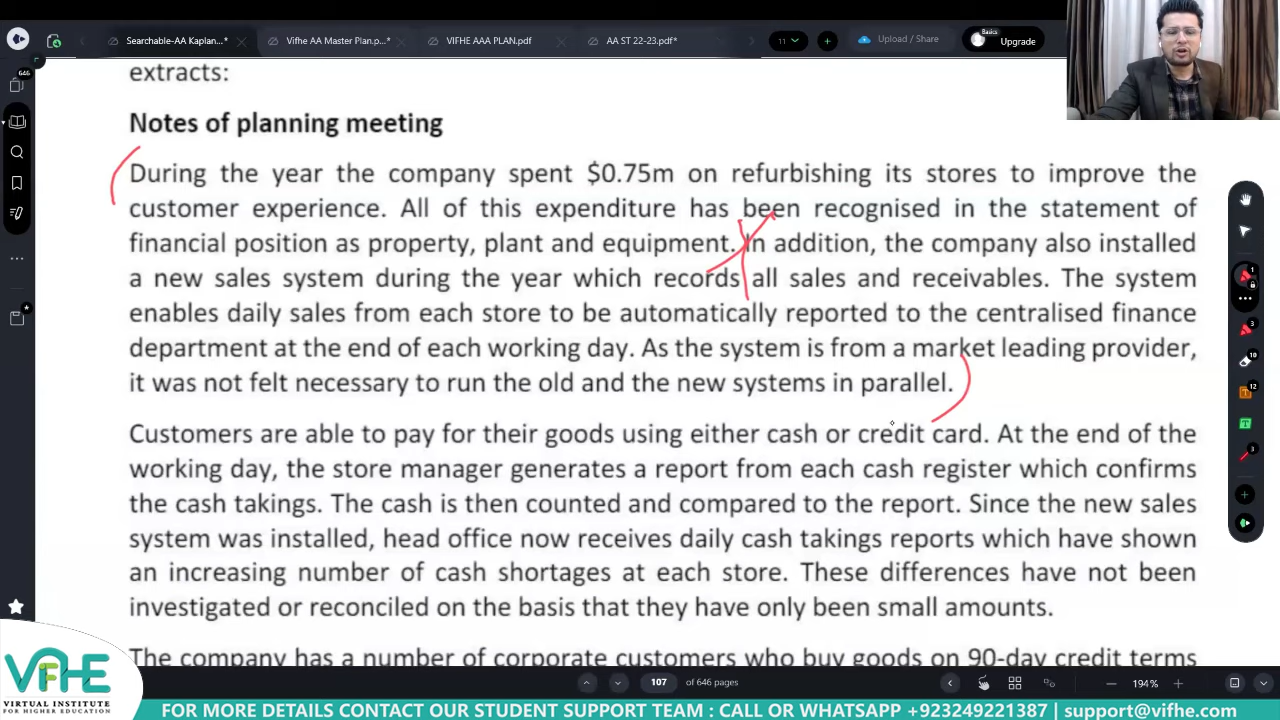 Searchable-AA Kaplan...*
Vifhe AA Master Plan.p...*
VIFHE AAA PLAN.pdf
AA ST 22-23.pdf*
11
Upload / Share
Basics
Upgrade
646
extracts:
Notes of planning meeting
During the year the company spent $0.75m on refurbishing its stores to improve the
customer experience. All of this expenditure has been recognised in the statement of
financial position as property, plant and equipment. In addition, the company also installed
a new sales system during the year which records all sales and receivables. The system
enables daily sales from each store to be automatically reported to the centralised finance
department at the end of each working day. As the system is from a market leading provider,
it was not felt necessary to run the old and the new systems in parallel.
Customers are able to pay for their goods using either cash or credit card. At the end of the
working day, the store manager generates a report from each cash register which confirms
the cash takings. The cash is then counted and compared to the report. Since the new sales
system was installed, head office now receives daily cash takings reports which have shown
an increasing number of cash shortages at each store. These differences have not been
investigated or reconciled on the basis that they have only been small amounts.
The company has a number of corporate customers who buy goods on 90-day credit terms
1
3
10
12
3
107 of 646 pages
194%
VIFHE
VIRTUAL INSTITUTE
FOR HIGHER EDUCATION
FOR MORE DETAILS CONTACT OUR STUDENT SUPPORT TEAM : CALL OR WHATSAPP +923249221387 | support@vifhe.com